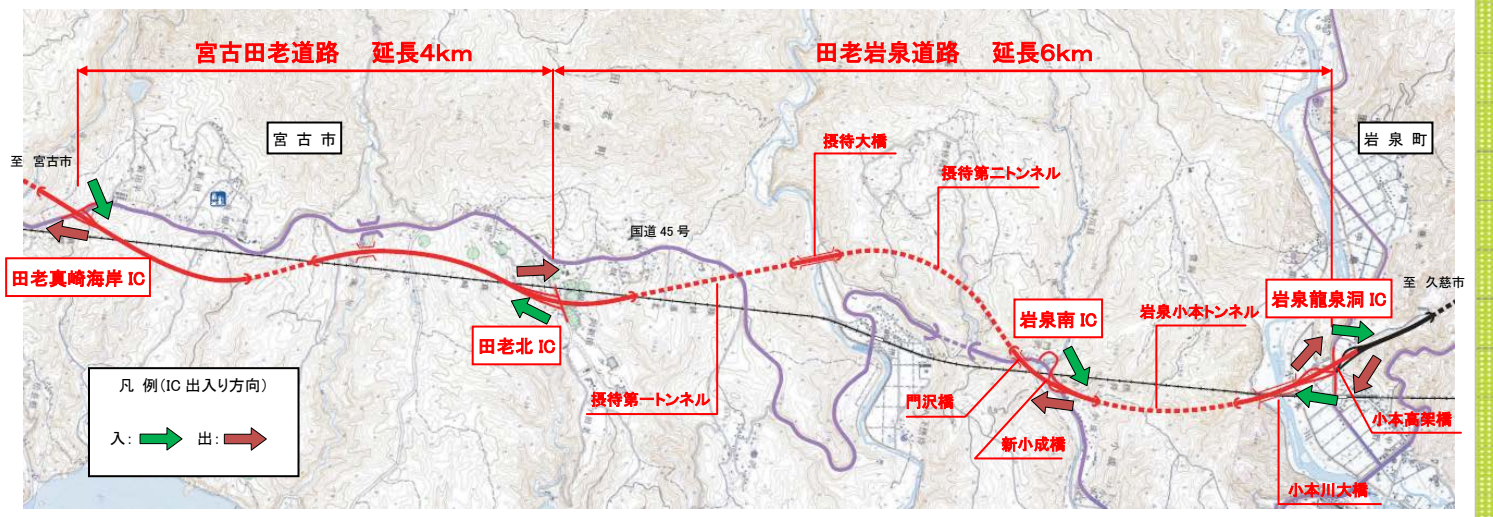 宮古田老道路　延長4km
田老岩泉道路　延長6km
宮古市
岩泉町
至 宮古市
摂待大橋
摂待第二トンネル
国道 45 号
田老真崎海岸 IC
田老北 IC
岩泉南 IC
岩泉小本トンネル
岩泉龍泉洞 IC
至 久慈市
凡 例(IC 出入り方向)
入:
出:
摂待第一トンネル
門沢橋
新小成橋
小本高架橋
小本川大橋